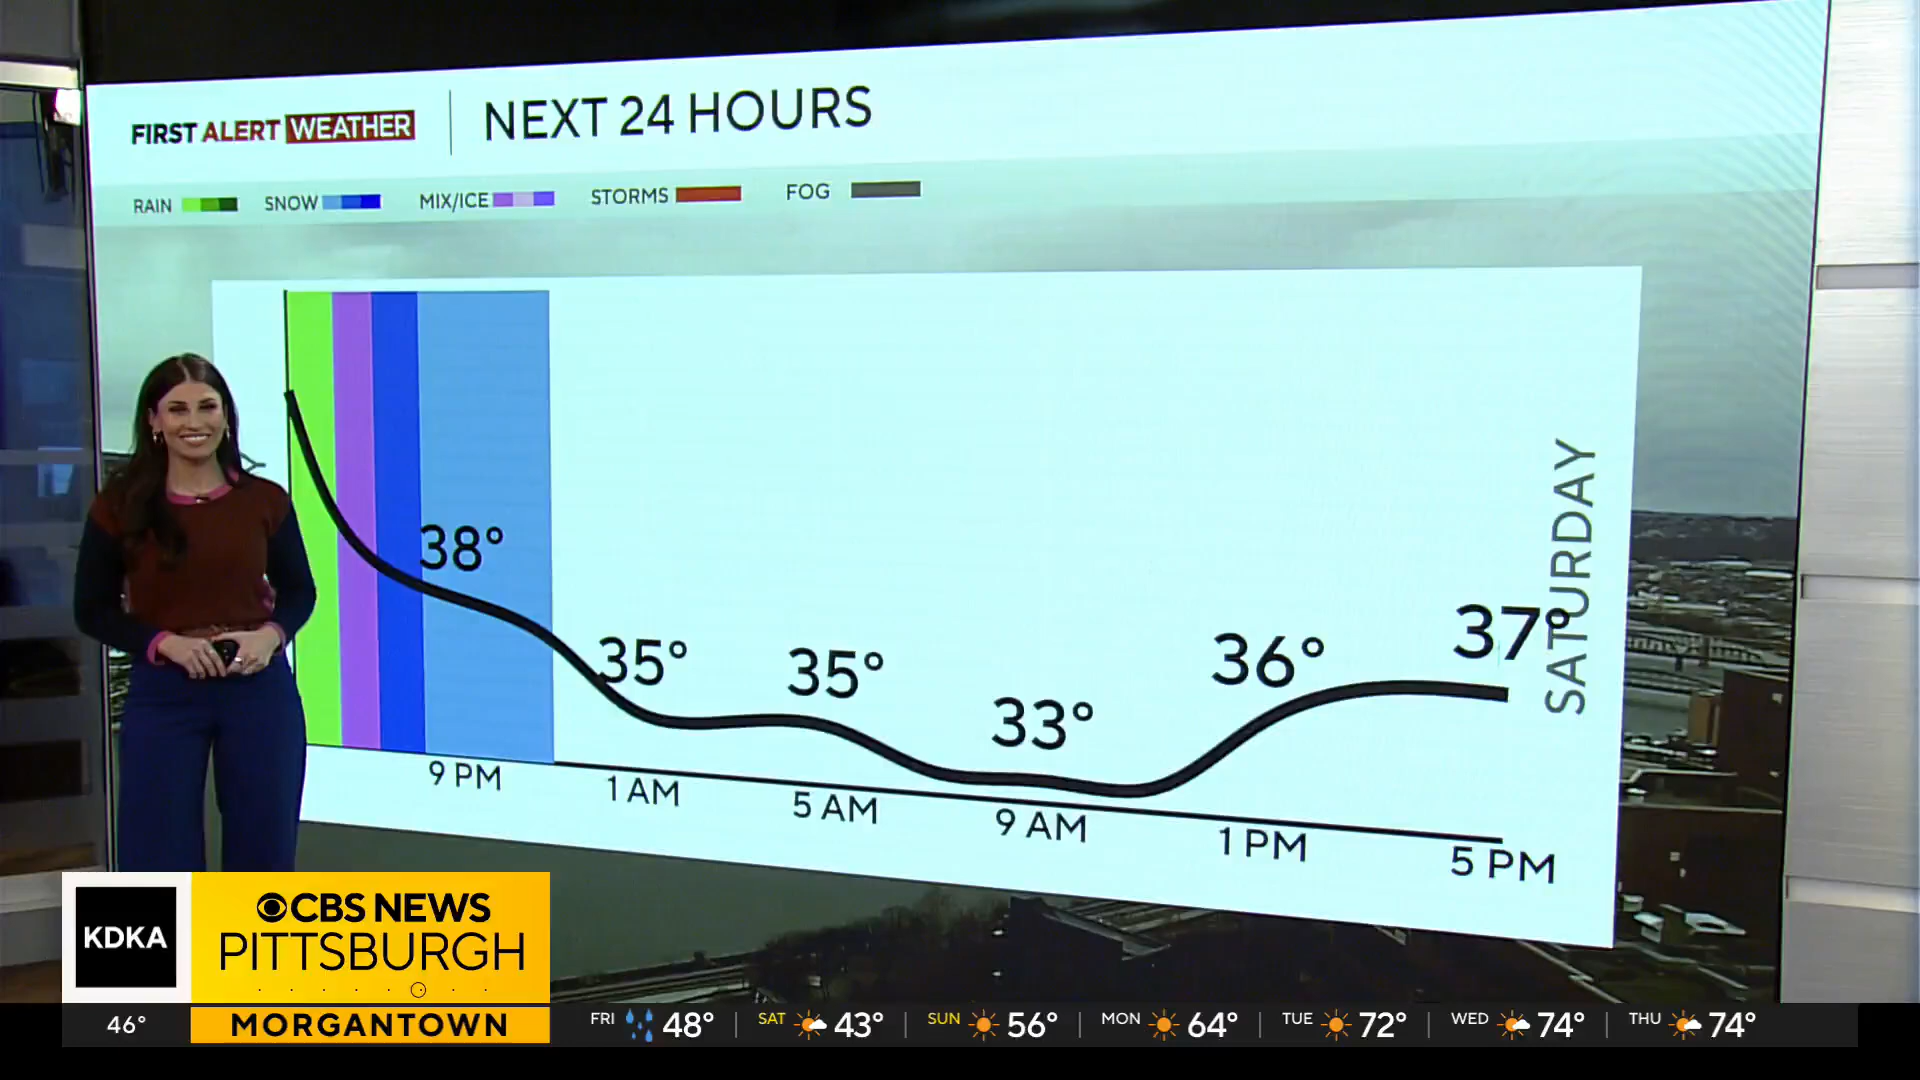 FIRST ALERT WEATHER
NEXT 24 HOURS
RAIN SNOW MIX/ICE STORMS FOG
38°
35°
35°
33°
36°
37°
SATURDAY
9 PM
1 AM
5 AM
9 AM
1 PM
5 PM
KDKA
CBS NEWS
PITTSBURGH
46° MORGANTOWN FRI 48° | SAT 43° | SUN 56° | MON 64° | TUE 72° | WED 74° | THU 74°